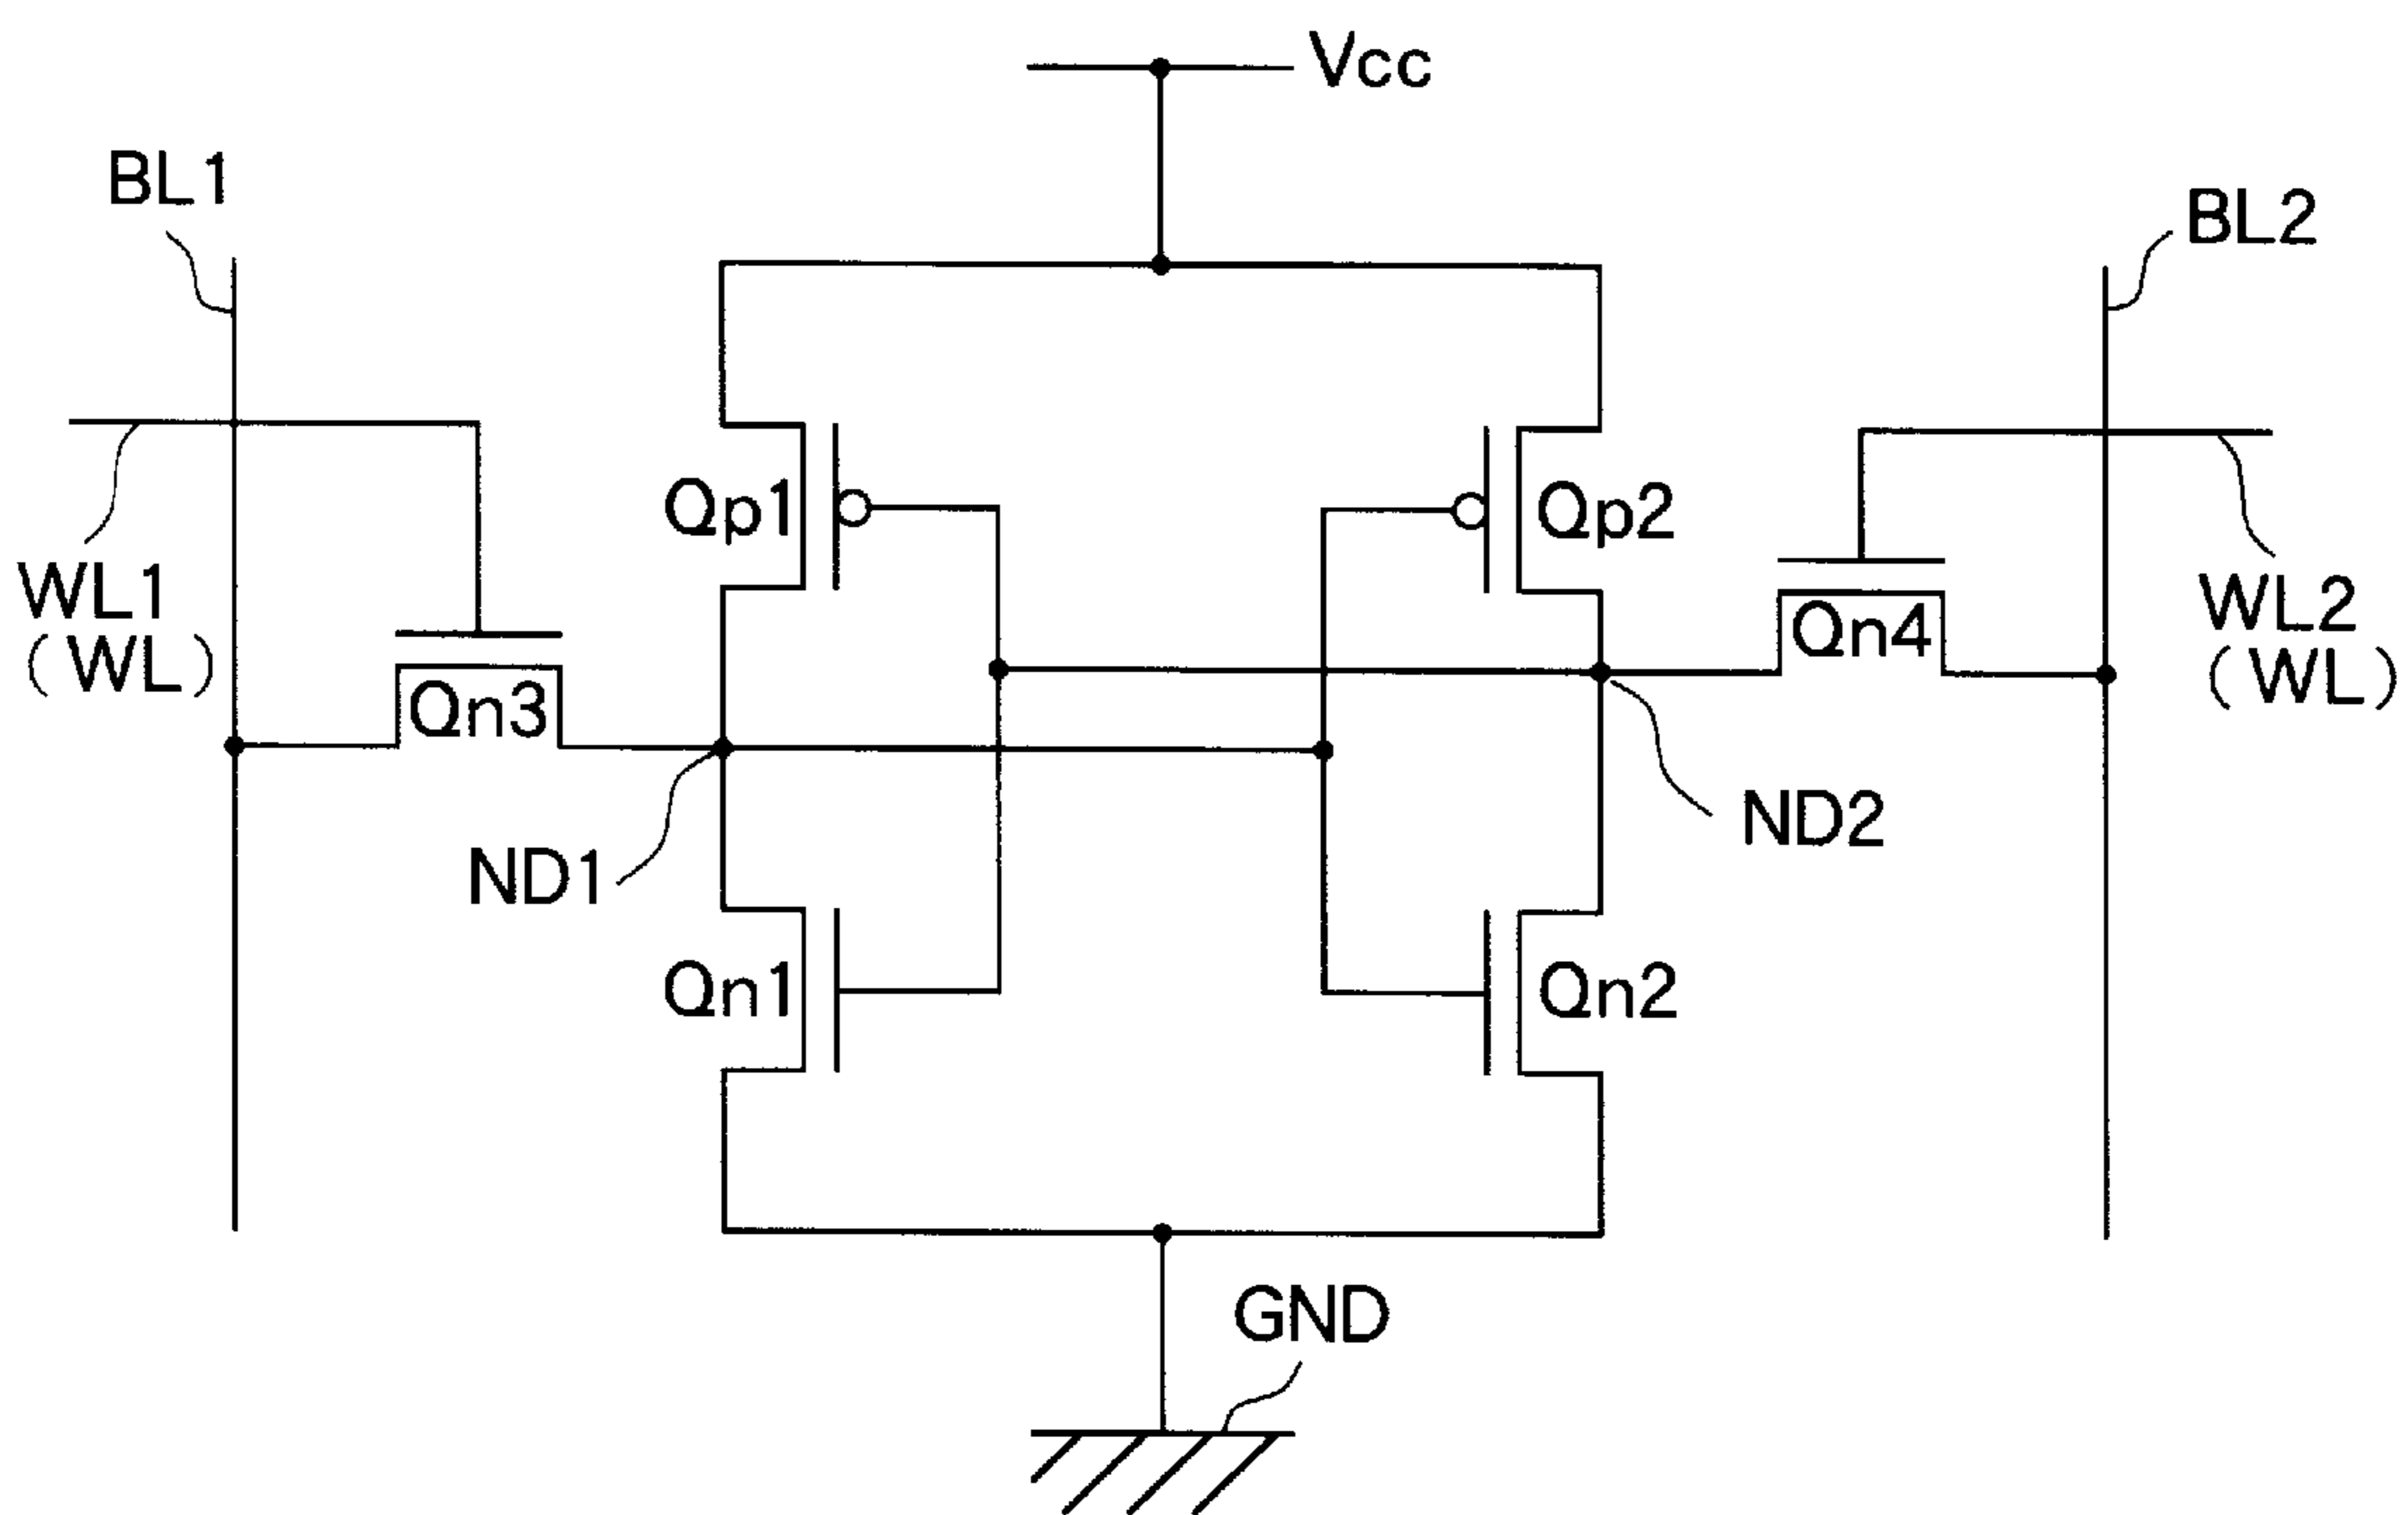 Vcc
BL1
BL2
Qp1
Qp2
WL1
(WL)
Qn3
Qn4
WL2
(WL)
ND1
ND2
Qn1
Qn2
GND